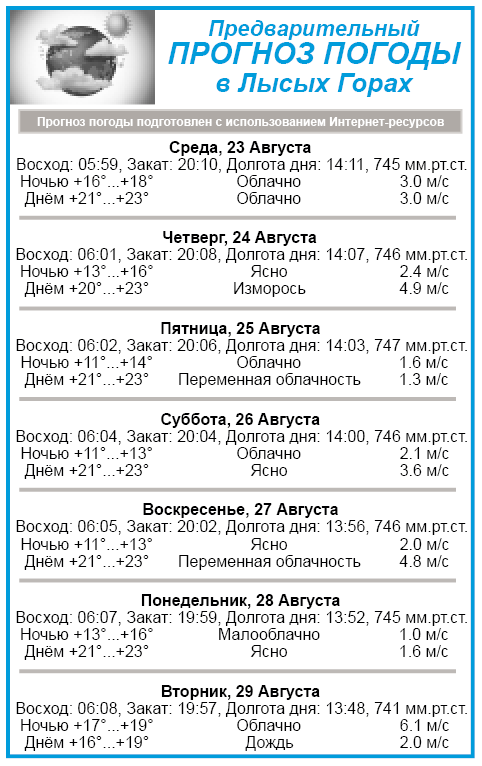 Предварительный
ПРОГНОЗ ПОГОДЫ
в Лысых Горах
Прогноз погоды подготовлен с использованием Интернет-ресурсов
Среда, 23 Августа
Восход: 05:59, Закат: 20:10, Долгота дня: 14:11, 745 мм.рт.ст.
Ночью +16°...+18° Облачно 3.0 м/с
Днём +21°...+23° Облачно 3.0 м/с
Четверг, 24 Августа
Восход: 06:01, Закат: 20:08, Долгота дня: 14:07, 746 мм.рт.ст.
Ночью +13°...+16° Ясно 2.4 м/с
Днём +20°...+23° Изморось 4.9 м/с
Пятница, 25 Августа
Восход: 06:02, Закат: 20:06, Долгота дня: 14:03, 747 мм.рт.ст.
Ночью +11°...+14° Облачно 1.6 м/с
Днём +21°...+23° Переменная облачность 1.3 м/с
Суббота, 26 Августа
Восход: 06:04, Закат: 20:04, Долгота дня: 14:00, 746 мм.рт.ст.
Ночью +11°...+13° Облачно 2.1 м/с
Днём +21°...+23° Ясно 3.6 м/с
Воскресенье, 27 Августа
Восход: 06:05, Закат: 20:02, Долгота дня: 13:56, 746 мм.рт.ст.
Ночью +11°...+13° Ясно 2.0 м/с
Днём +21°...+23° Переменная облачность 4.8 м/с
Понедельник, 28 Августа
Восход: 06:07, Закат: 19:59, Долгота дня: 13:52, 745 мм.рт.ст.
Ночью +13°...+16° Малооблачно 1.0 м/с
Днём +21°...+23° Ясно 1.6 м/с
Вторник, 29 Августа
Восход: 06:08, Закат: 19:57, Долгота дня: 13:48, 741 мм.рт.ст.
Ночью +17°...+19° Облачно 6.1 м/с
Днём +16°...+19° Дождь 2.0 м/с